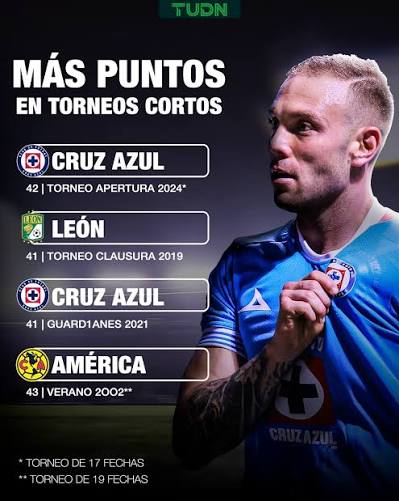 TUDN
MÁS PUNTOS
EN TORNEOS CORTOS
CRUZ AZUL
42 | TORNEO APERTURA 2024*
LEÓN
LEÓN
41 | TORNEO CLAUSURA 2019
CRUZ AZUL
41 | GUARD1ANES 2021
AMÉRICA
43 | VERANO 2002**
CRUZ AZUL
* TORNEO DE 17 FECHAS
** TORNEO DE 19 FECHAS